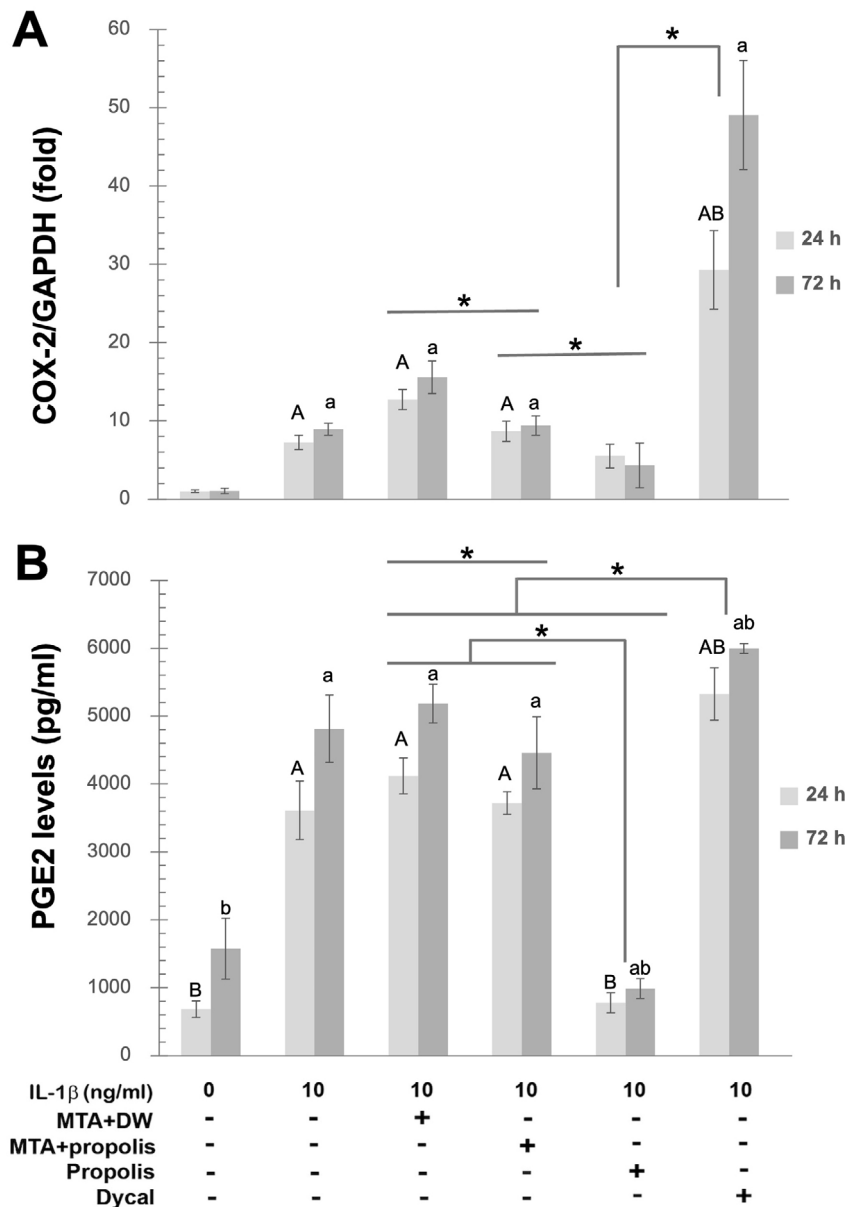 A
COX-2/GAPDH (fold)
60
50
40
30
20
10
0
A a
A a
A a
AB a
*
*
*
24 h
72 h
B
PGE2 levels (pg/ml)
7000
6000
5000
4000
3000
2000
1000
0
B b
A a
A a
A a
B ab
AB ab
*
*
*
24 h
72 h
IL-1β (ng/ml) 0 10 10 10 10 10
MTA+DW - - + - - -
MTA+propolis - - - + - -
Propolis - - - - + -
Dycal - - - - - +